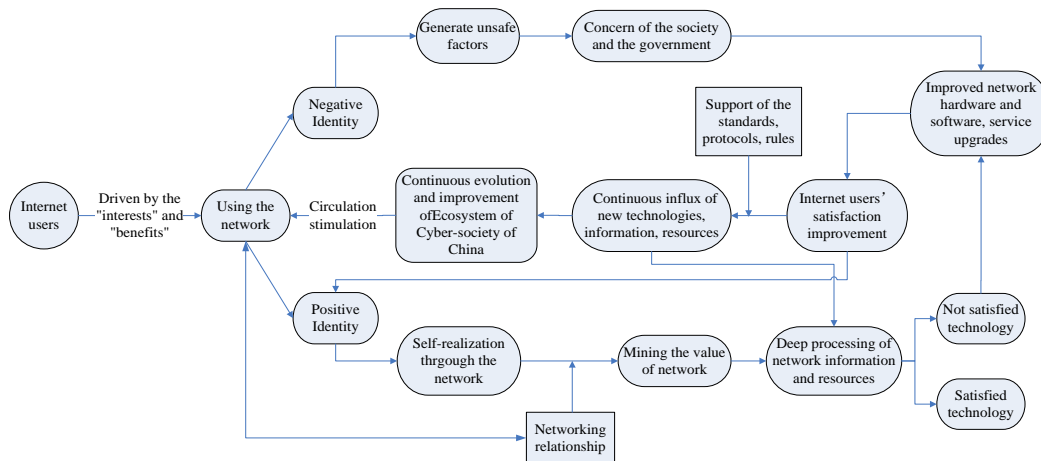 Generate unsafe
factors
Concern of the society
and the government
Negative
Identity
Support of the
standards,
protocols, rules
Improved network
hardware and
software, service
upgrades
Internet
users
Driven by the
"interests" and
"benefits"
Using the
network
Circulation
stimulation
Continuous evolution
and improvement
ofEcosystem of
Cyber-society of
China
Continuous influx of
new technologies,
information, resources
Internet users’
satisfaction
improvement
Positive
Identity
Self-realization
thrgough the
network
Mining the value
of network
Deep processing of
network information
and resources
Not satisfied
technology
Satisfied
technology
Networking
relationship